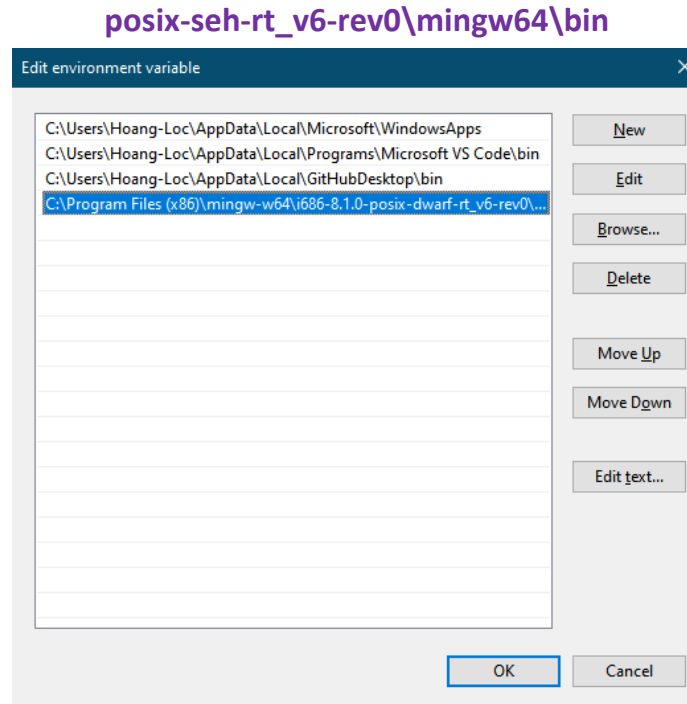 posix-seh-rt_v6-rev0\mingw64\bin
Edit environment variable
C:\Users\Hoang-Loc\AppData\Local\Microsoft\WindowsApps
C:\Users\Hoang-Loc\AppData\Local\Programs\Microsoft VS Code\bin
C:\Users\Hoang-Loc\AppData\Local\GitHubDesktop\bin
C:\Program Files (x86)\mingw-w64\i686-8.1.0-posix-dwarf-rt_v6-rev0\...
New
Edit
Browse...
Delete
Move Up
Move Down
Edit text...
OK
Cancel